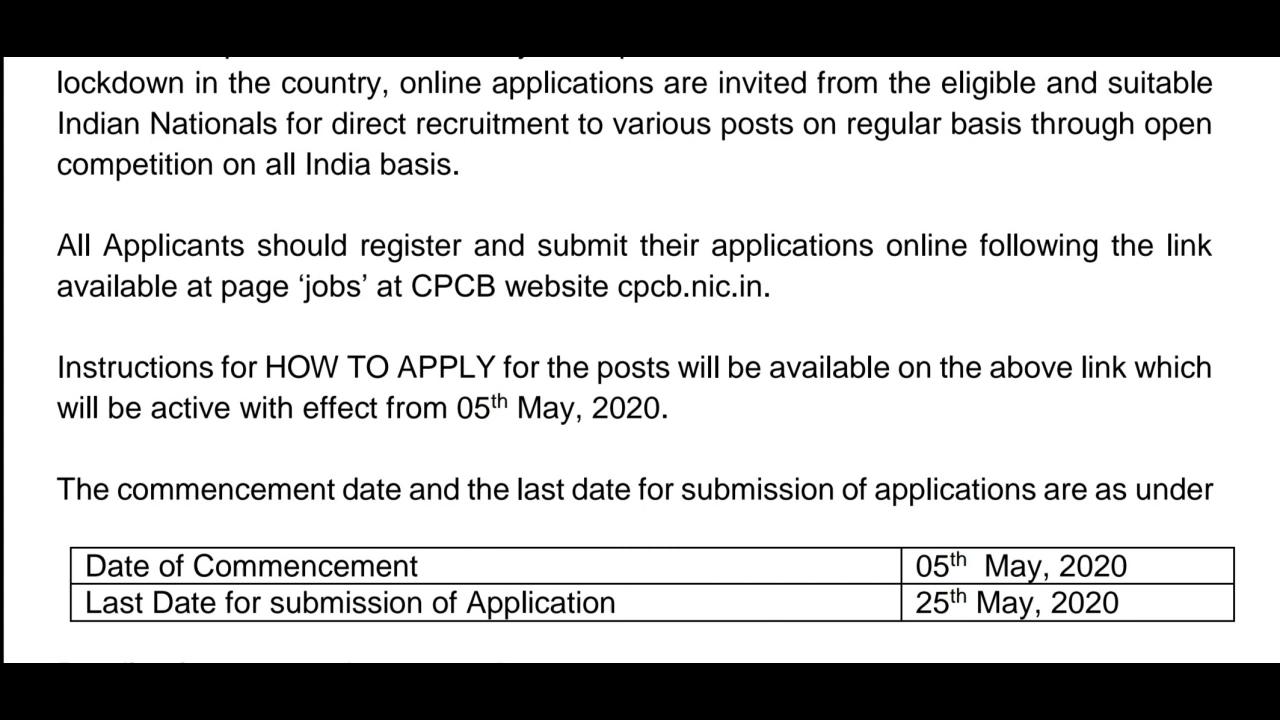 lockdown in the country, online applications are invited from the eligible and suitable
Indian Nationals for direct recruitment to various posts on regular basis through open
competition on all India basis.
All Applicants should register and submit their applications online following the link
available at page ‘jobs’ at CPCB website cpcb.nic.in.
Instructions for HOW TO APPLY for the posts will be available on the above link which
will be active with effect from 05th May, 2020.
The commencement date and the last date for submission of applications are as under
Date of Commencement 05th May, 2020
Last Date for submission of Application 25th May, 2020